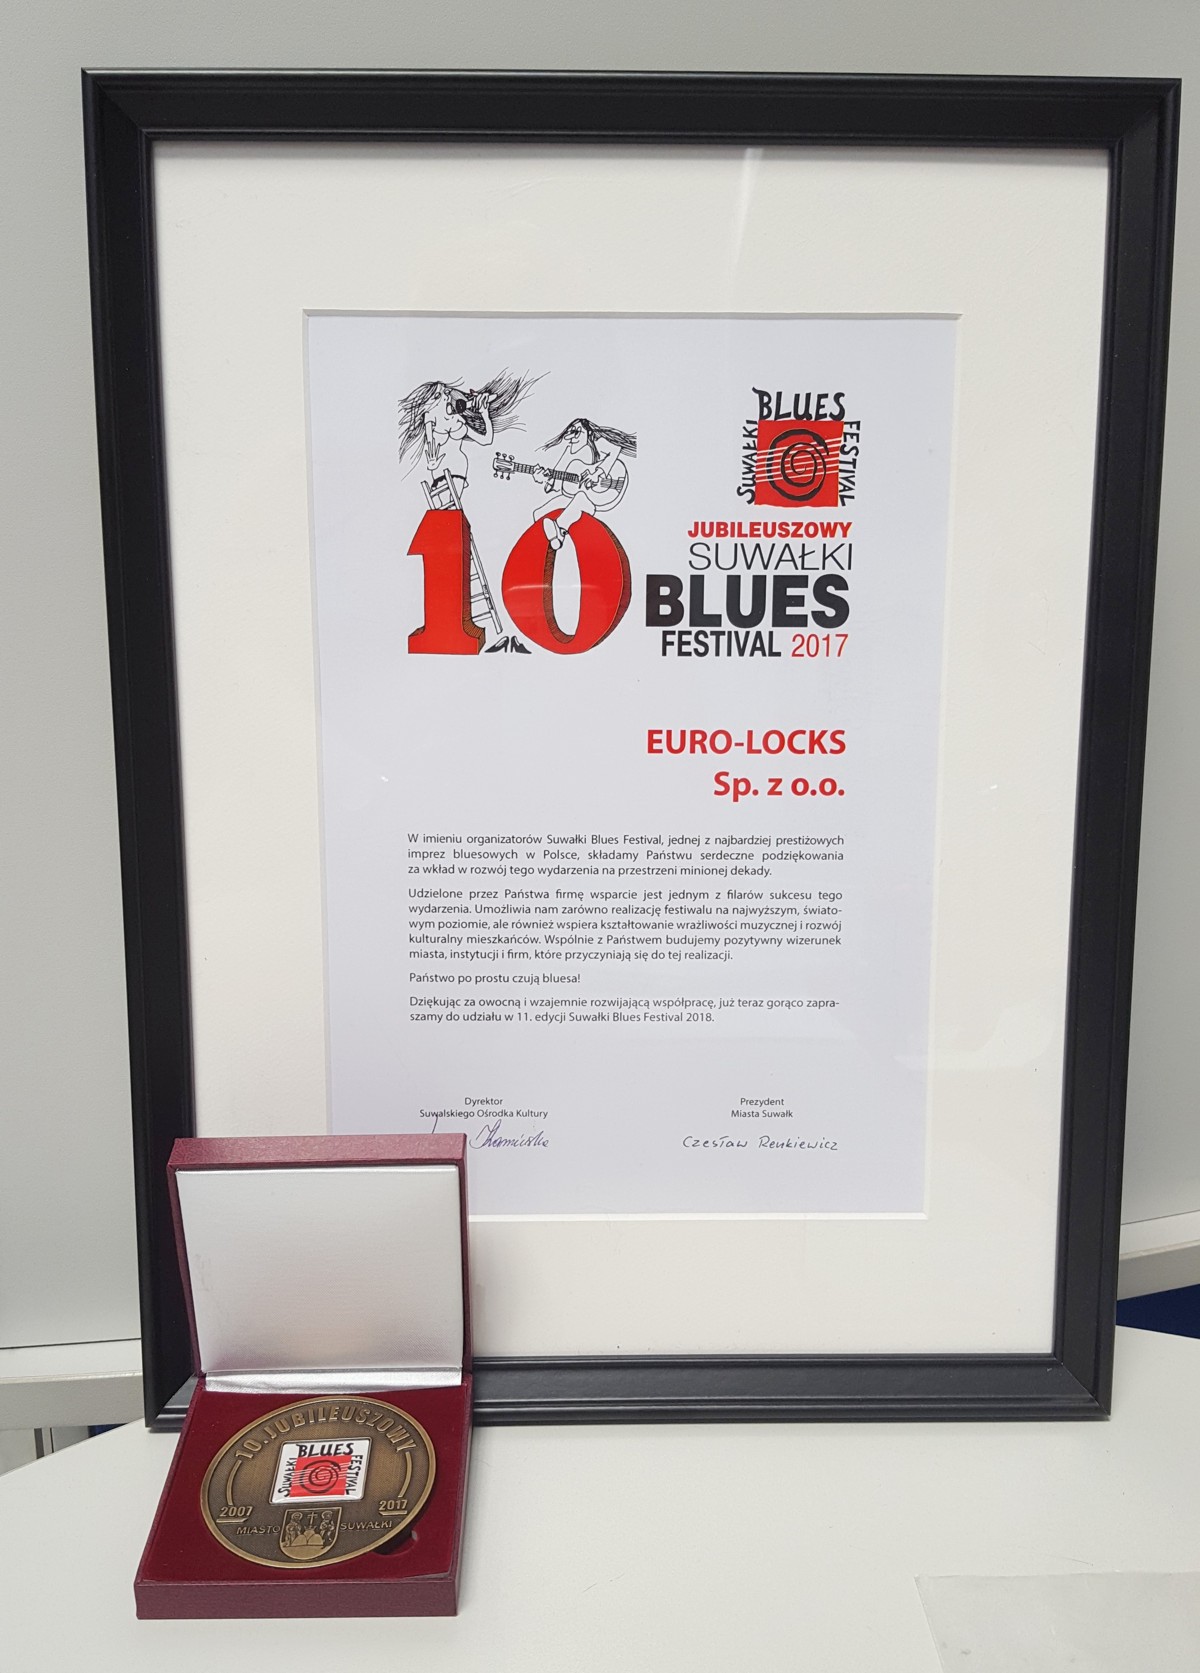 10
BLUES
SUWAŁKI
FESTIVAL
JUBILEUSZOWY
SUWAŁKI
BLUES
FESTIVAL 2017
EURO-LOCKS
Sp. z o.o.
W imieniu organizatorów Suwałki Blues Festival, jednej z najbardziej prestiżowych
imprez bluesowych w Polsce, składamy Państwu serdeczne podziękowania
za wkład w rozwój tego wydarzenia na przestrzeni minionej dekady.
Udzielone przez Państwa firmę wsparcie jest jednym z filarów sukcesu tego
wydarzenia. Umożliwia nam zarówno realizację festiwalu na najwyższym, świato-
wym poziomie, ale również wspiera kształtowanie wrażliwości muzycznej i rozwój
kulturalny mieszkańców. Wspólnie z Państwem budujemy pozytywny wizerunek
miasta, instytucji i firm, które przyczyniają się do tej realizacji.
Państwo po prostu czują bluesa!
Dziękując za owocną i wzajemnie rozwijającą współpracę, już teraz gorąco zapra-
szamy do udziału w 11. edycji Suwałki Blues Festival 2018.
Dyrektor
Suwalskiego Ośrodka Kultury
Prezydent
Miasta Suwałk
Czesław Renkiewicz
10. JUBILEUSZOWY
BLUES
SUWAŁKI
FESTIVAL
2007
2017
MIASTO SUWAŁKI